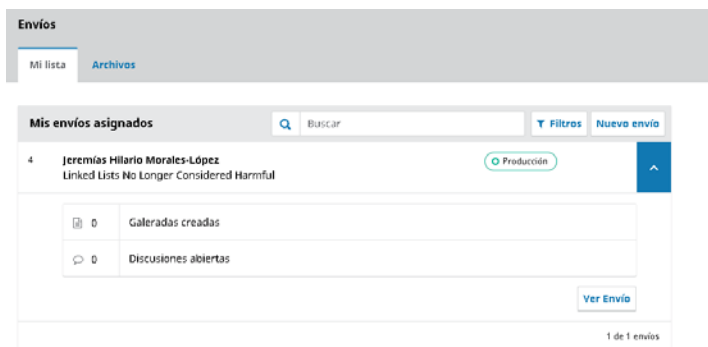 Envíos
Mi lista Archivos
Mis envíos asignados Buscar Filtros Nuevo envío
4 Jeremías Hilario Morales-López Producción
Linked Lists No Longer Considered Harmful
0 Galeradas creadas
0 Discusiones abiertas
Ver Envío
1 de 1 envíos